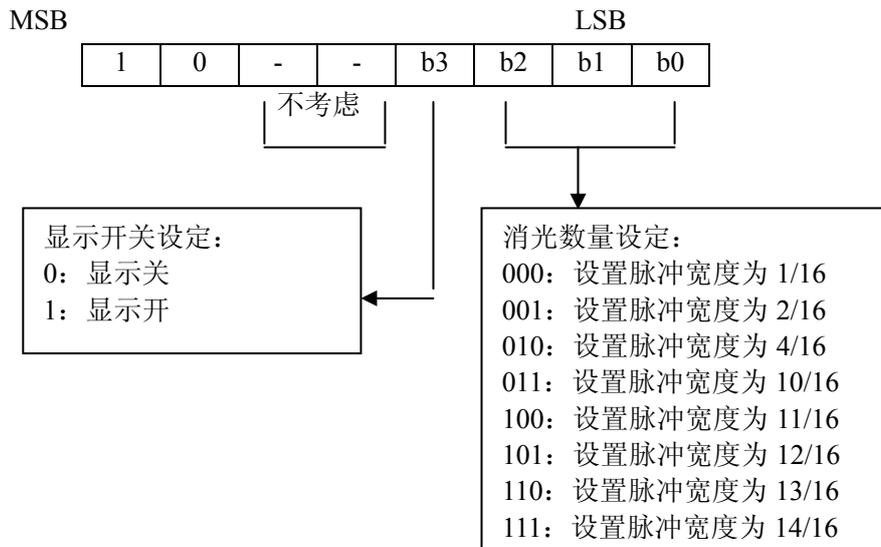 MSB LSB
1 0 - - b3 b2 b1 b0
不考虑
显示开关设定：
0：显示关
1：显示开
消光数量设定：
000：设置脉冲宽度为 1/16
001：设置脉冲宽度为 2/16
010：设置脉冲宽度为 4/16
011：设置脉冲宽度为 10/16
100：设置脉冲宽度为 11/16
101：设置脉冲宽度为 12/16
110：设置脉冲宽度为 13/16
111：设置脉冲宽度为 14/16